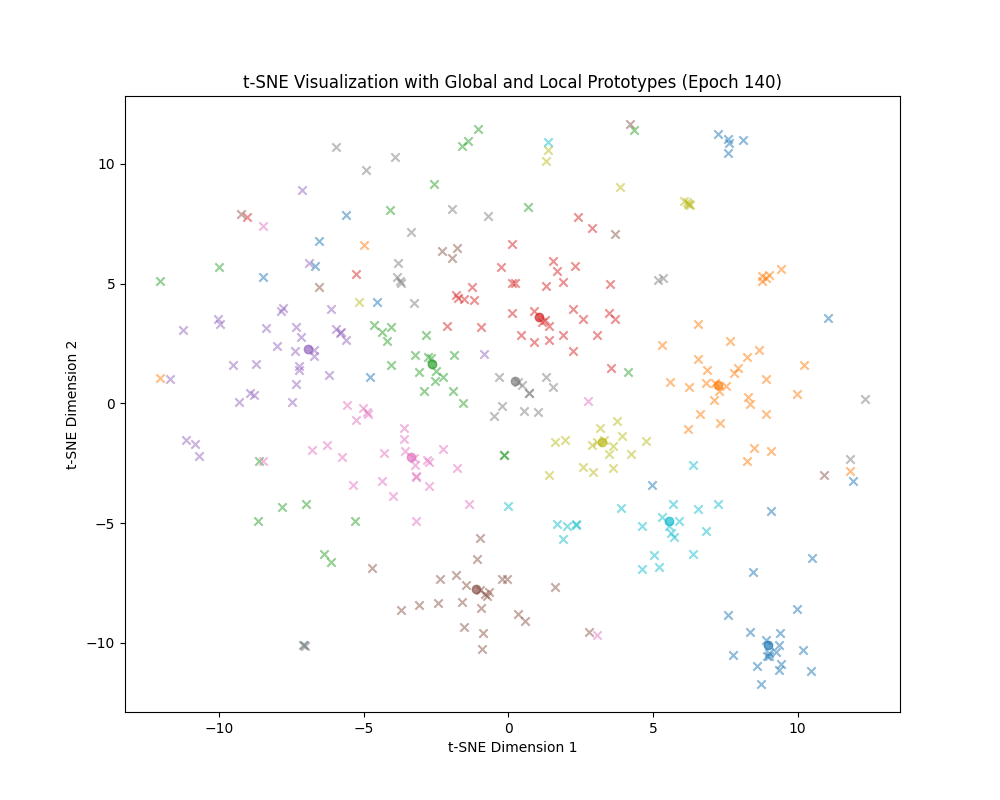 t-SNE Visualization with Global and Local Prototypes (Epoch 140)
10
5
0
−5
−10
t-SNE Dimension 2
−10 −5 0 5 10
t-SNE Dimension 1